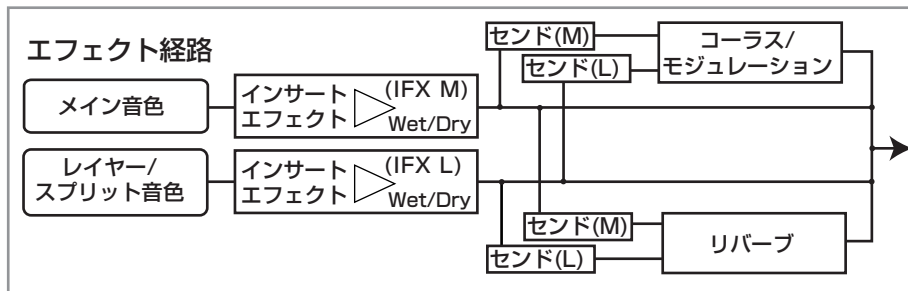 エフェクト経路
メイン音色
インサート
エフェクト
(IFX M)
Wet/Dry
センド(M)
センド(L)
コーラス/
モジュレーション
レイヤー/
スプリット音色
インサート
エフェクト
(IFX L)
Wet/Dry
センド(M)
センド(L)
リバーブ